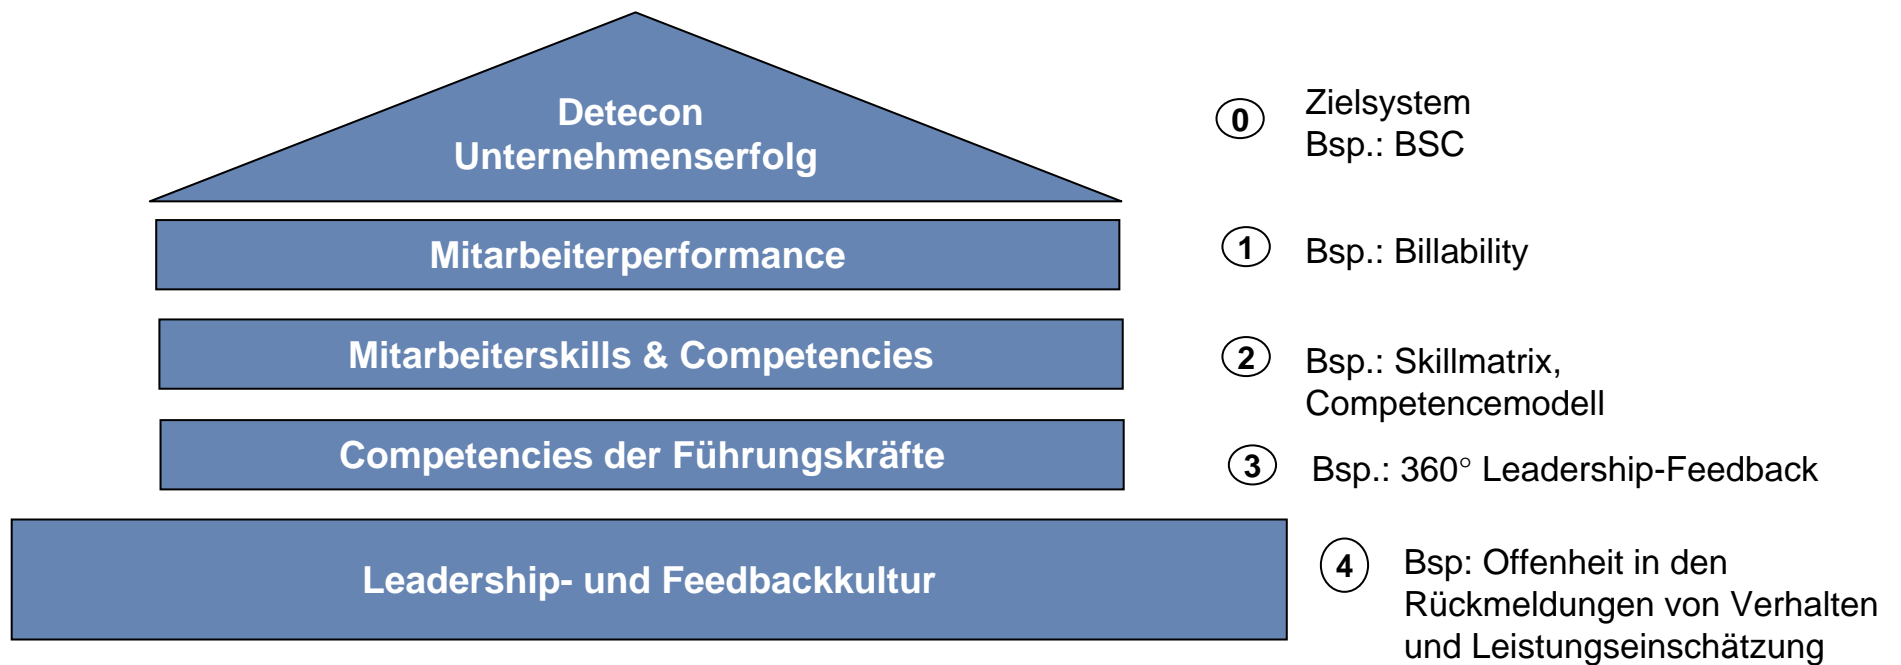 Detecon
Unternehmenserfolg
0
Zielsystem
Bsp.: BSC
Mitarbeiterperformance
1
Bsp.: Billability
Mitarbeiterskills & Competencies
2
Bsp.: Skillmatrix,
Competencemodell
Competencies der Führungskräfte
3
Bsp.: 360° Leadership-Feedback
Leadership- und Feedbackkultur
4
Bsp: Offenheit in den
Rückmeldungen von Verhalten
und Leistungseinschätzung